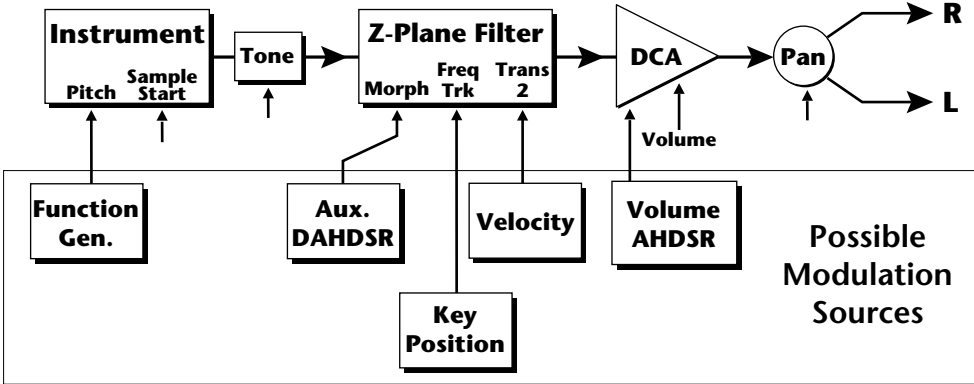 Instrument
Pitch
Sample
Start
Tone
Z-Plane Filter
Morph
Freq
Trk
Trans
2
DCA
Volume
Pan
R
L
Function
Gen.
Aux.
DAHDSR
Velocity
Volume
AHDSR
Key
Position
Possible
Modulation
Sources